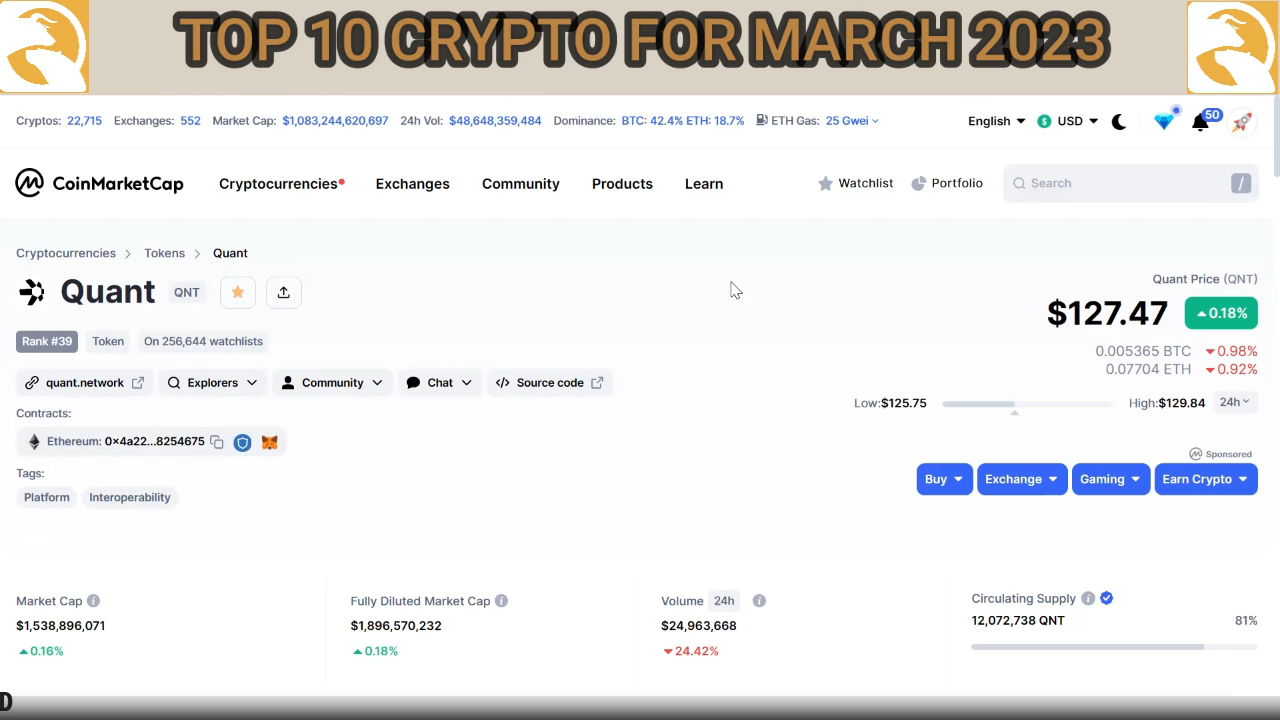 TOP 10 CRYPTO FOR MARCH 2023
Cryptos: 22,715 Exchanges: 552 Market Cap: $1,083,244,620,697 24h Vol: $48,648,359,484 Dominance: BTC: 42.4% ETH: 18.7% ETH Gas: 25 Gwei English USD 50
CoinMarketCap Cryptocurrencies Exchanges Community Products Learn Watchlist Portfolio Search /
Cryptocurrencies > Tokens > Quant
Quant QNT
Quant Price (QNT)
$127.47 0.18%
Rank #39 Token On 256,644 watchlists
0.005365 BTC 0.98%
0.07704 ETH 0.92%
quant.network Explorers Community Chat Source code
Low:$125.75 High:$129.84 24h
Contracts:
Ethereum: 0x4a22...8254675
Sponsored
Tags:
Buy Exchange Gaming Earn Crypto
Platform Interoperability
Market Cap Fully Diluted Market Cap Volume 24h Circulating Supply
$1,538,896,071 $1,896,570,232 $24,963,668 12,072,738 QNT 81%
0.16% 0.18% 24.42%
D